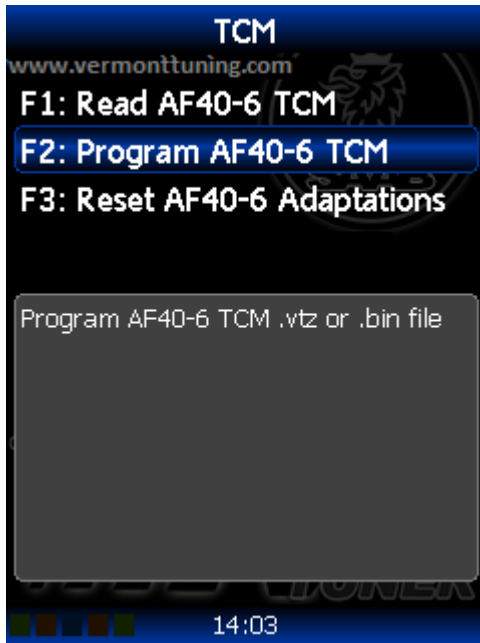 TCM
www.vermonttuning.com
F1: Read AF40-6 TCM
F2: Program AF40-6 TCM
F3: Reset AF40-6 Adaptations
Program AF40-6 TCM .vtz or .bin file
TUNER
14:03